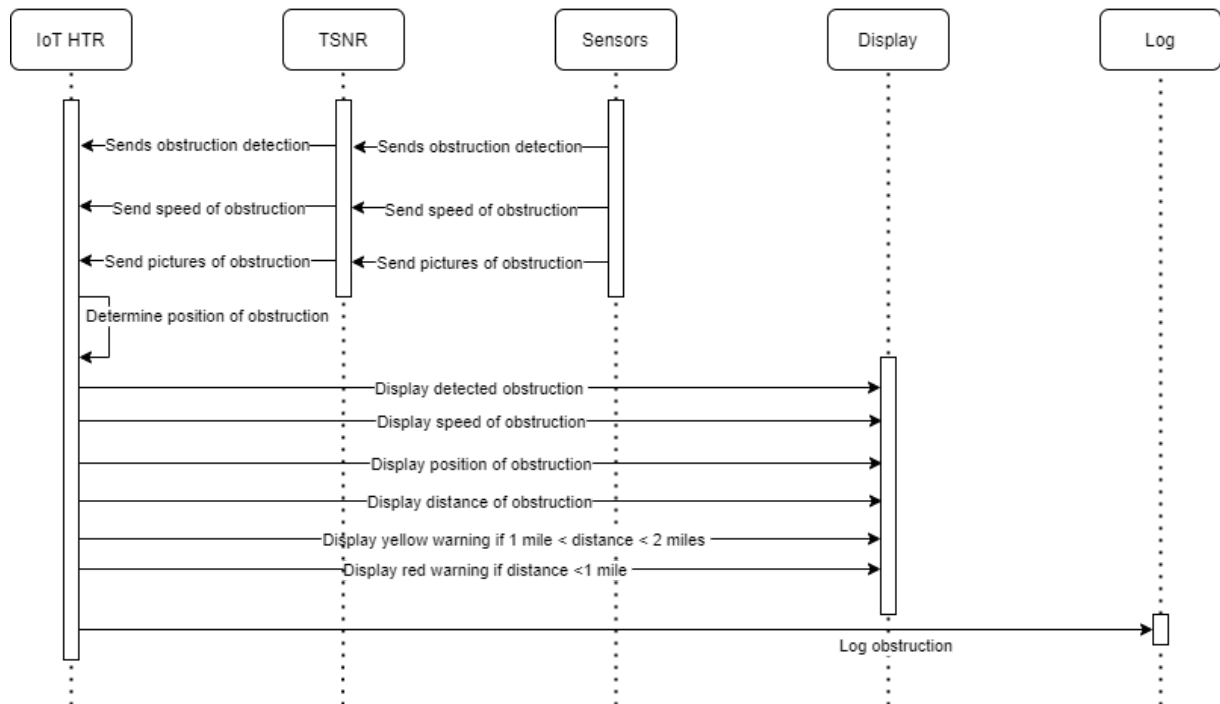 IoT HTR
TSNR
Sensors
Display
Log
Sends obstruction detection
Sends obstruction detection
Send speed of obstruction
Send speed of obstruction
Send pictures of obstruction
Send pictures of obstruction
Determine position of obstruction
Display detected obstruction
Display speed of obstruction
Display position of obstruction
Display distance of obstruction
Display yellow warning if 1 mile < distance < 2 miles
Display red warning if distance <1 mile
Log obstruction